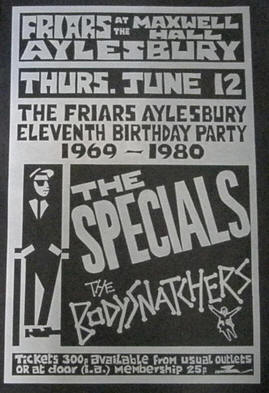 FRIARS AT THE MAXWELL HALL
AYLESBURY
THURS. JUNE 12
THE FRIARS AYLESBURY
ELEVENTH BIRTHDAY PARTY
1969 – 1980
THE
SPECIALS
THE
BODYSNATCHERS
Tickets 300p available from usual outlets
or at door (i.a.) membership 25p